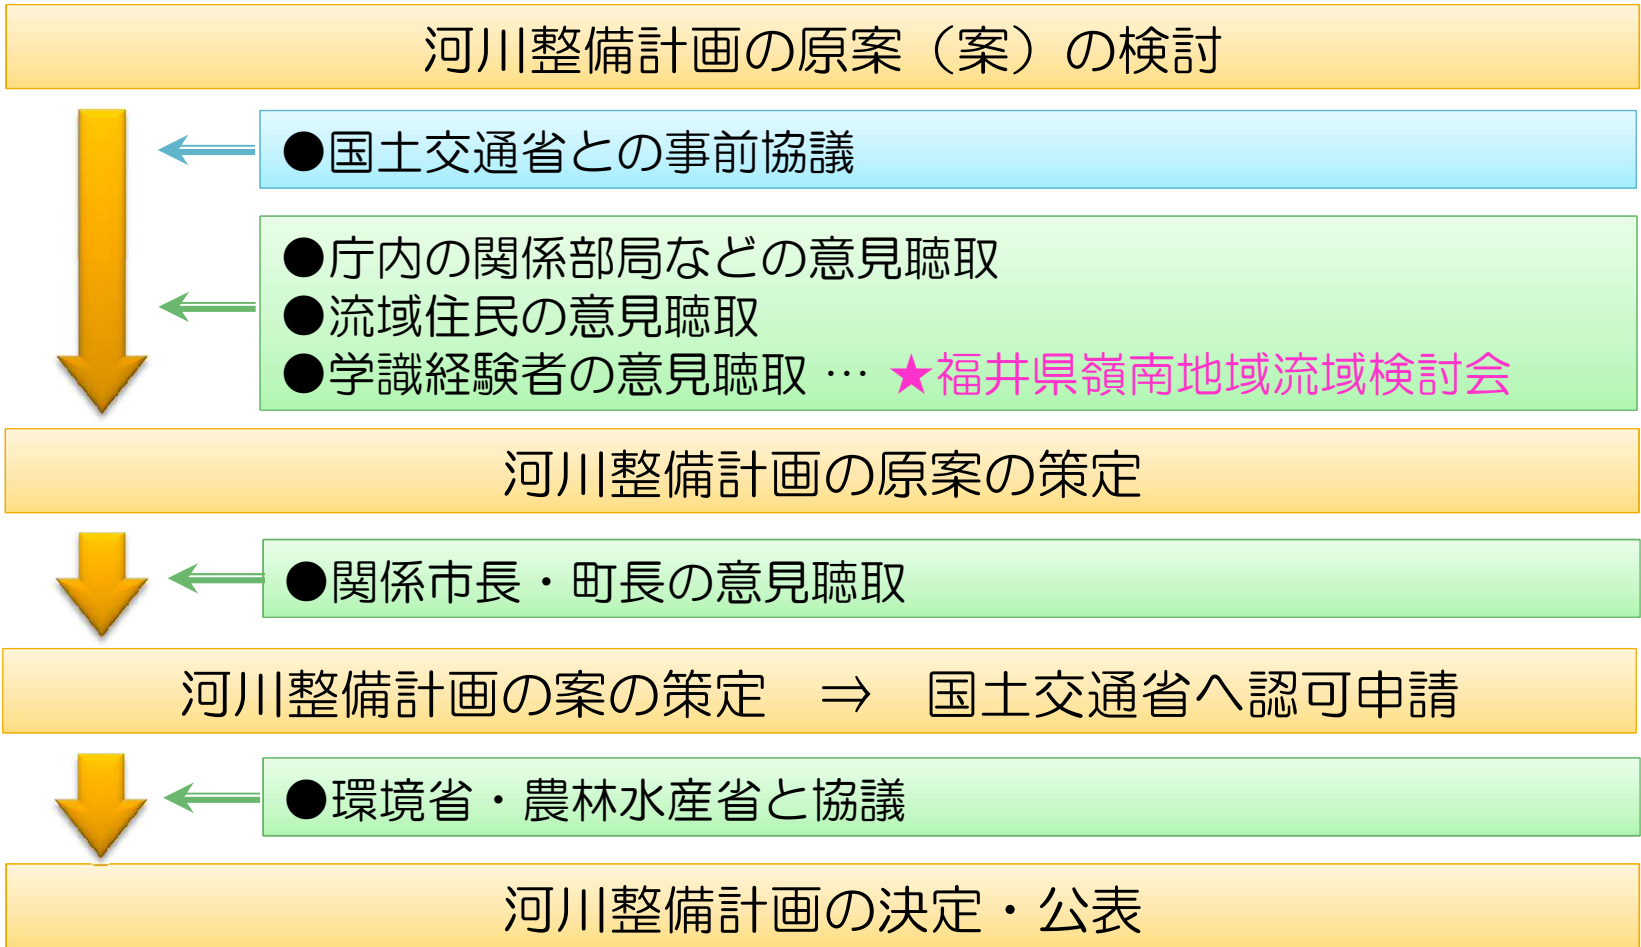 河川整備計画の原案（案）の検討
●国土交通省との事前協議
●庁内の関係部局などの意見聴取
●流域住民の意見聴取
●学識経験者の意見聴取 … ★福井県嶺南地域流域検討会
河川整備計画の原案の策定
●関係市長・町長の意見聴取
河川整備計画の案の策定　⇒　国土交通省へ認可申請
●環境省・農林水産省と協議
河川整備計画の決定・公表